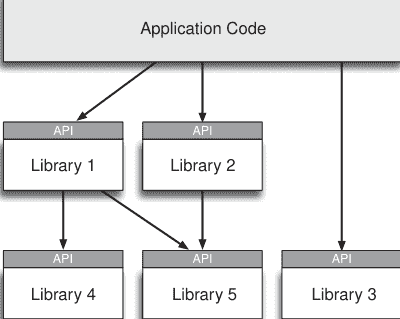 Application Code
API
API
Library 1
Library 2
API
API
API
Library 4
Library 5
Library 3